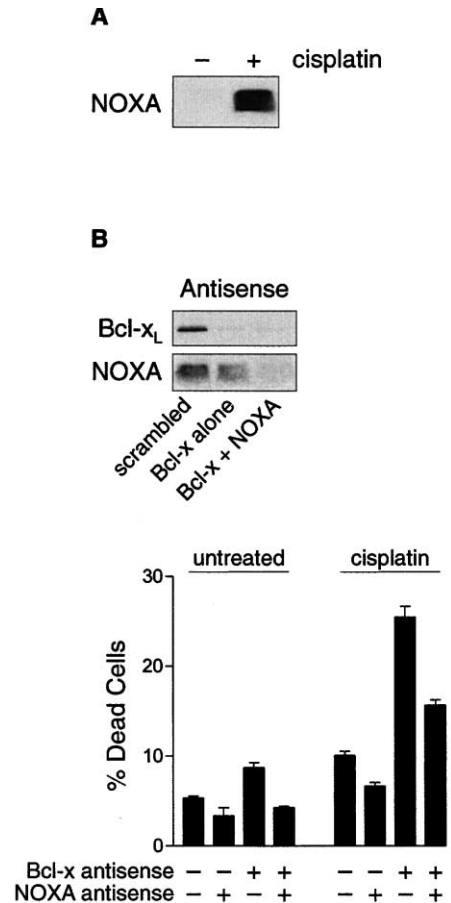 A
− + cisplatin
NOXA
B
Antisense
Bcl-xL
NOXA
scrambled
Bcl-x alone
Bcl-x + NOXA
untreated cisplatin
% Dead Cells
30
20
10
0
Bcl-x antisense − − + + − − + +
NOXA antisense − + − + − + − +